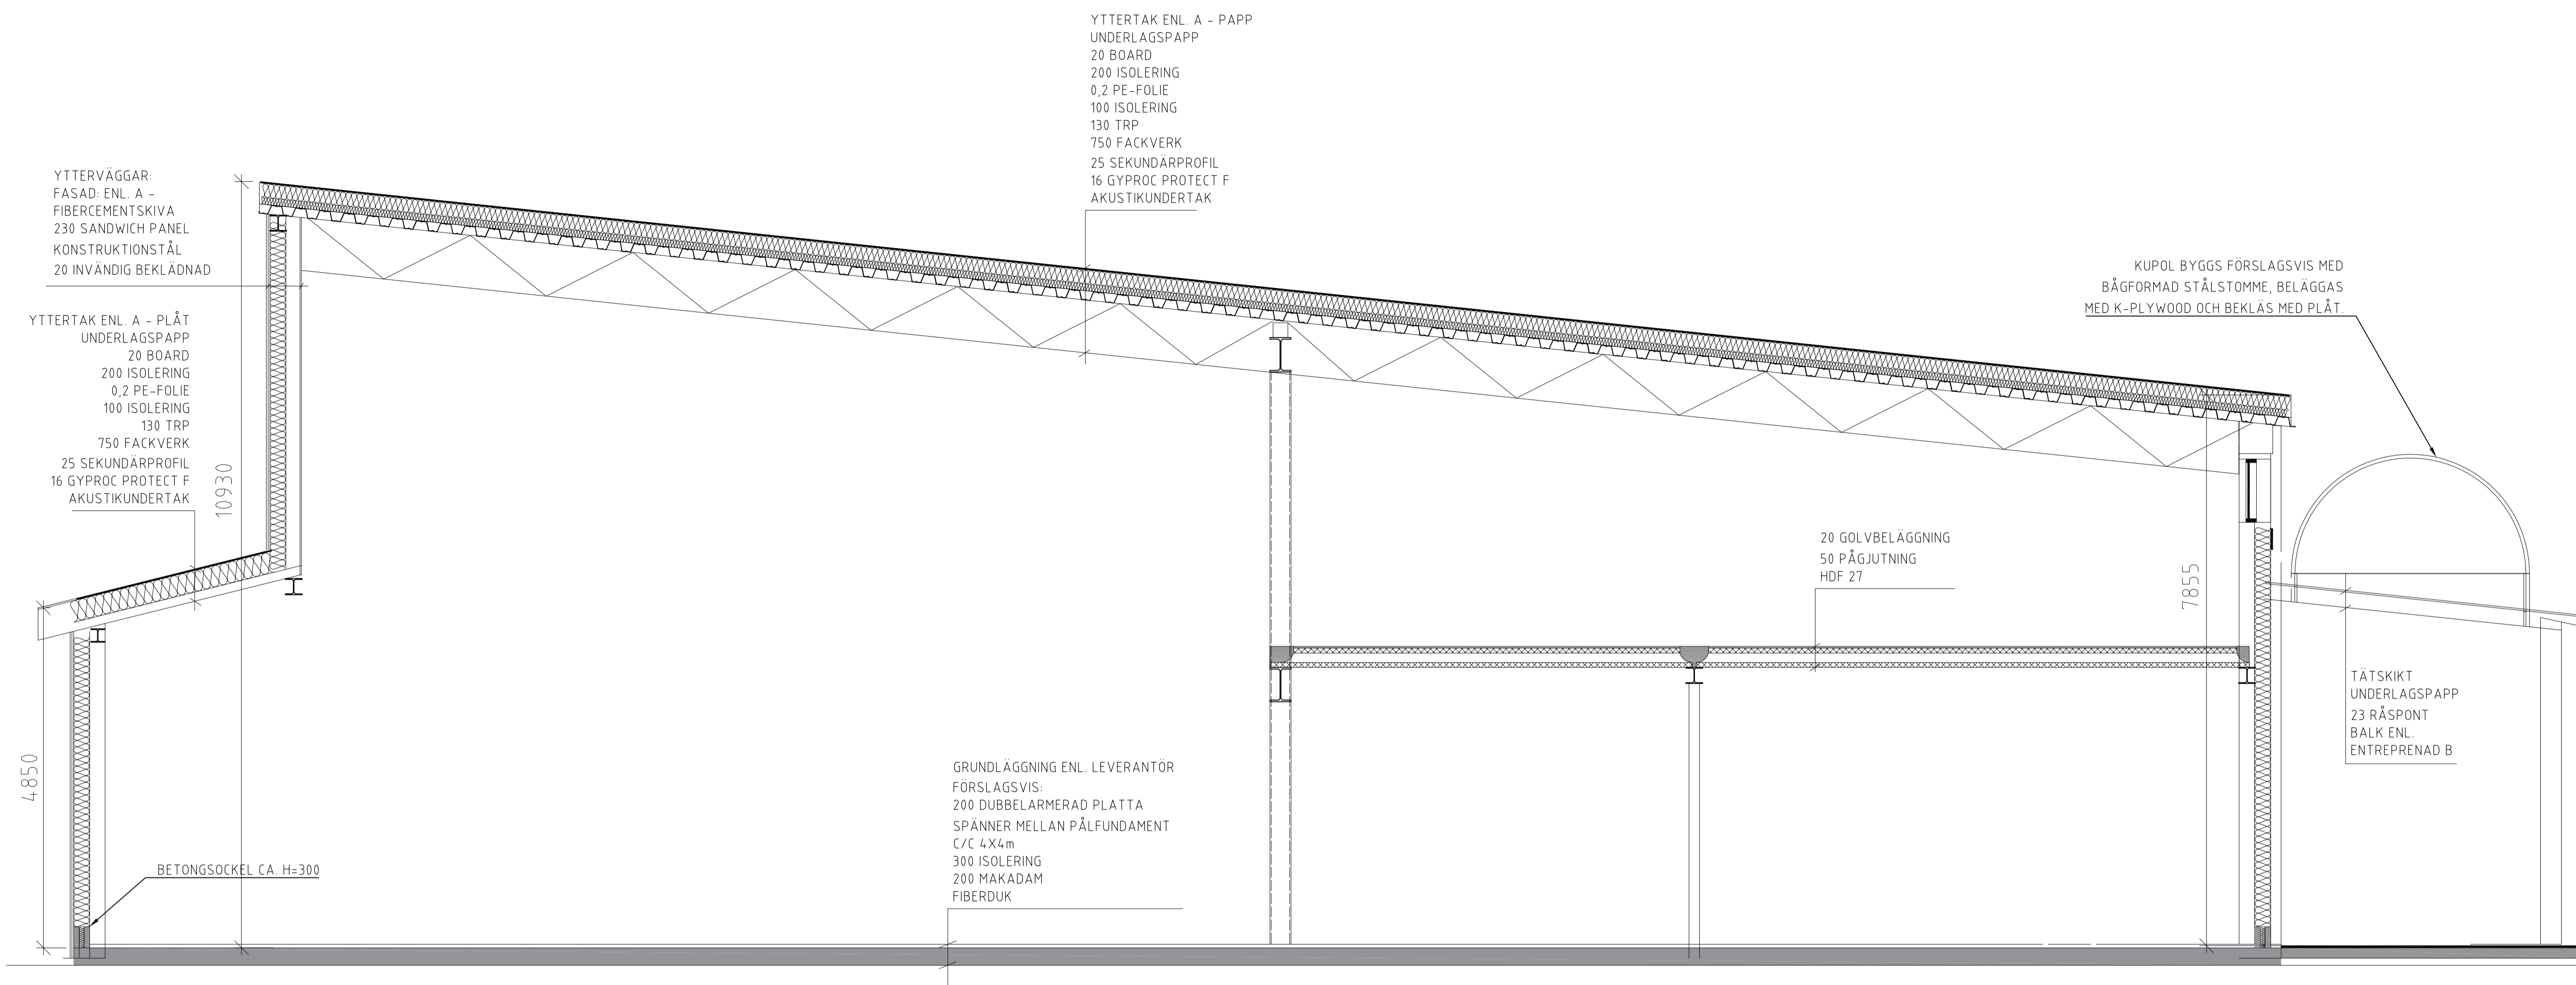 YTTERTAK ENL. A - PAPP
UNDERLAGSPAPP
20 BOARD
200 ISOLERING
0,2 PE-FOLIE
100 ISOLERING
130 TRP
750 FACKVERK
25 SEKUNDÄRPROFIL
16 GYPROC PROTECT F
AKUSTIKUNDERTAK
YTTERVÄGGAR:
FASAD: ENL. A -
FIBERCEMENTSKIVA
230 SANDWICH PANEL
KONSTRUKTIONSTÅL
20 INVÄNDIG BEKLÄDNAD
YTTERTAK ENL. A - PLÅT
UNDERLAGSPAPP
20 BOARD
200 ISOLERING
0,2 PE-FOLIE
100 ISOLERING
130 TRP
750 FACKVERK
25 SEKUNDÄRPROFIL
16 GYPROC PROTECT F
AKUSTIKUNDERTAK
10930
4850
BETONGSOCKEL CA. H=300
GRUNDLÄGGNING ENL. LEVERANTÖR
FÖRSLAGSVIS:
200 DUBBELARMERAD PLATTA
SPÄNNER MELLAN PÅLFUNDAMENT
C/C 4X4m
300 ISOLERING
200 MAKADAM
FIBERDUK
20 GOLVBELÄGGNING
50 PÅGJUTNING
HDF 27
7855
KUPOL BYGGS FÖRSLAGSVIS MED
BÅGFORMAD STÅLSTOMME, BELÄGGAS
MED K-PLYWOOD OCH BEKLÄS MED PLÅT.
TÄTSKIKT
UNDERLAGSPAPP
23 RÅSPONT
BALK ENL.
ENTREPRENAD B